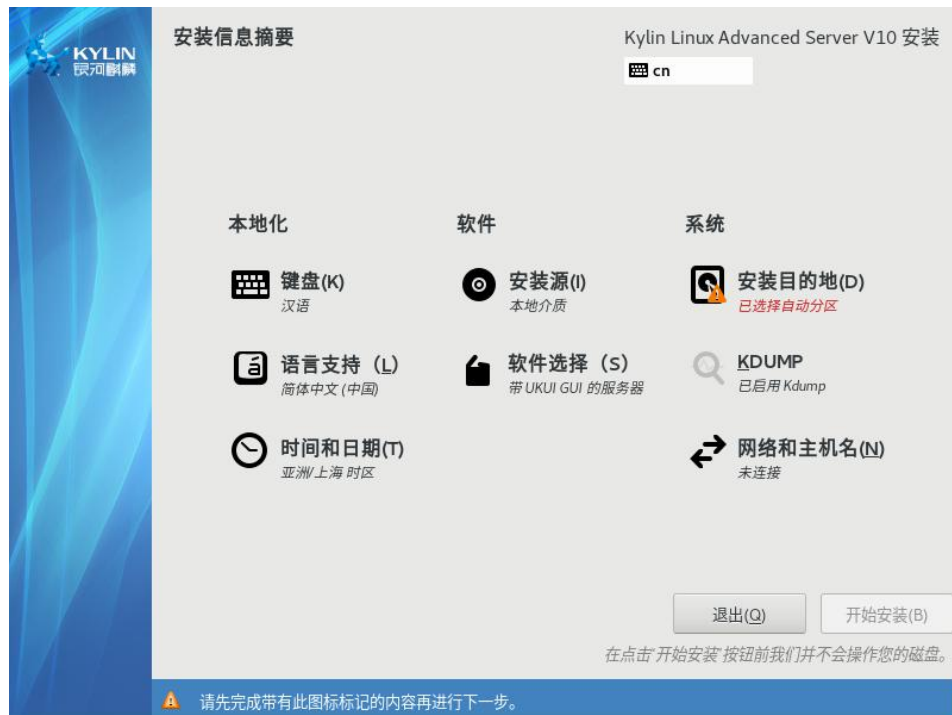 KYLIN
银河麒麟
安装信息摘要
Kylin Linux Advanced Server V10 安装
cn
本地化
软件
系统
键盘(K)
汉语
安装源(I)
本地介质
安装目的地(D)
已选择自动分区
语言支持（L）
简体中文 (中国)
软件选择（S）
带 UKUI GUI 的服务器
KDUMP
已启用 Kdump
时间和日期(T)
亚洲/上海 时区
网络和主机名(N)
未连接
退出(Q)
开始安装(B)
在点击'开始安装'按钮前我们并不会操作您的磁盘。
请先完成带有此图标标记的内容再进行下一步。